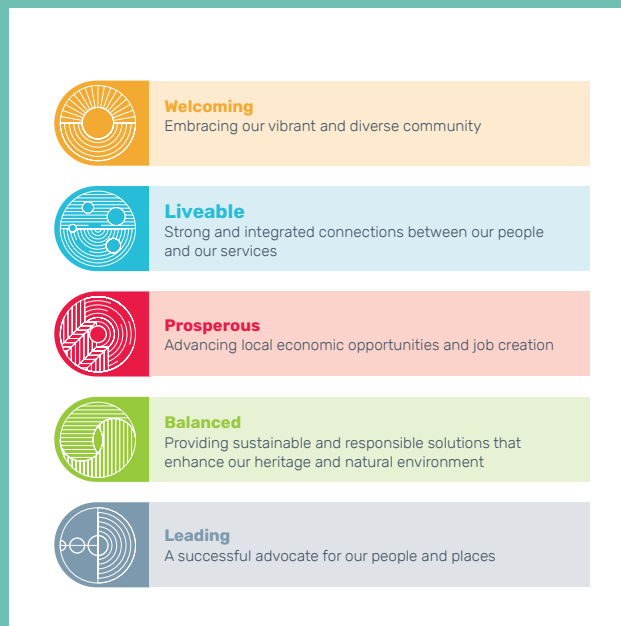 Welcoming
Embracing our vibrant and diverse community
Liveable
Strong and integrated connections between our people
and our services
Prosperous
Advancing local economic opportunities and job creation
Balanced
Providing sustainable and responsible solutions that
enhance our heritage and natural environment
Leading
A successful advocate for our people and places